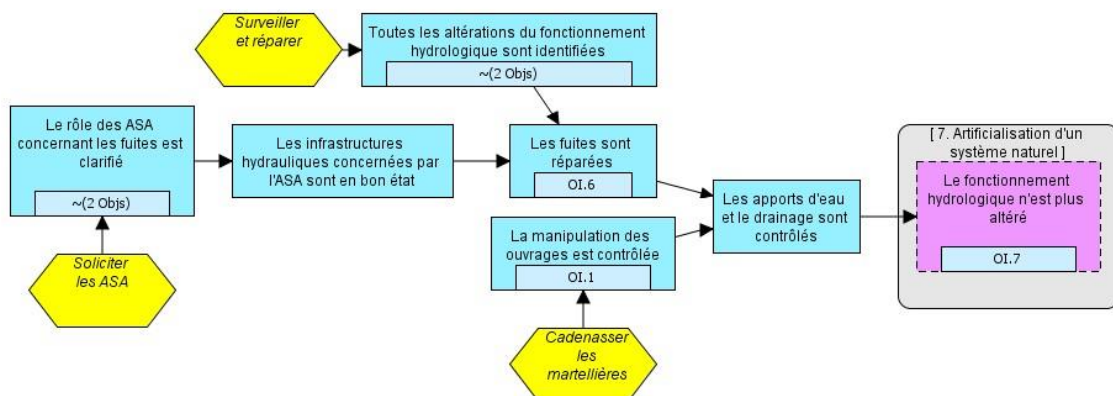 Surveiller
et réparer
Toutes les altérations du fonctionnement
hydrologique sont identifiées
~(2 Objs)
Le rôle des ASA
concernant les fuites est
clarifié
~(2 Objs)
Les infrastructures
hydrauliques concernées par
l'ASA sont en bon état
Les fuites sont
réparées
OI.6
[ 7. Artificialisation d'un
système naturel ]
Le fonctionnement
hydrologique n'est plus
altéré
OI.7
Les apports d'eau
et le drainage sont
contrôlés
La manipulation des
ouvrages est contrôlée
OI.1
Soliciter
les ASA
Cadenasser
les
martellières